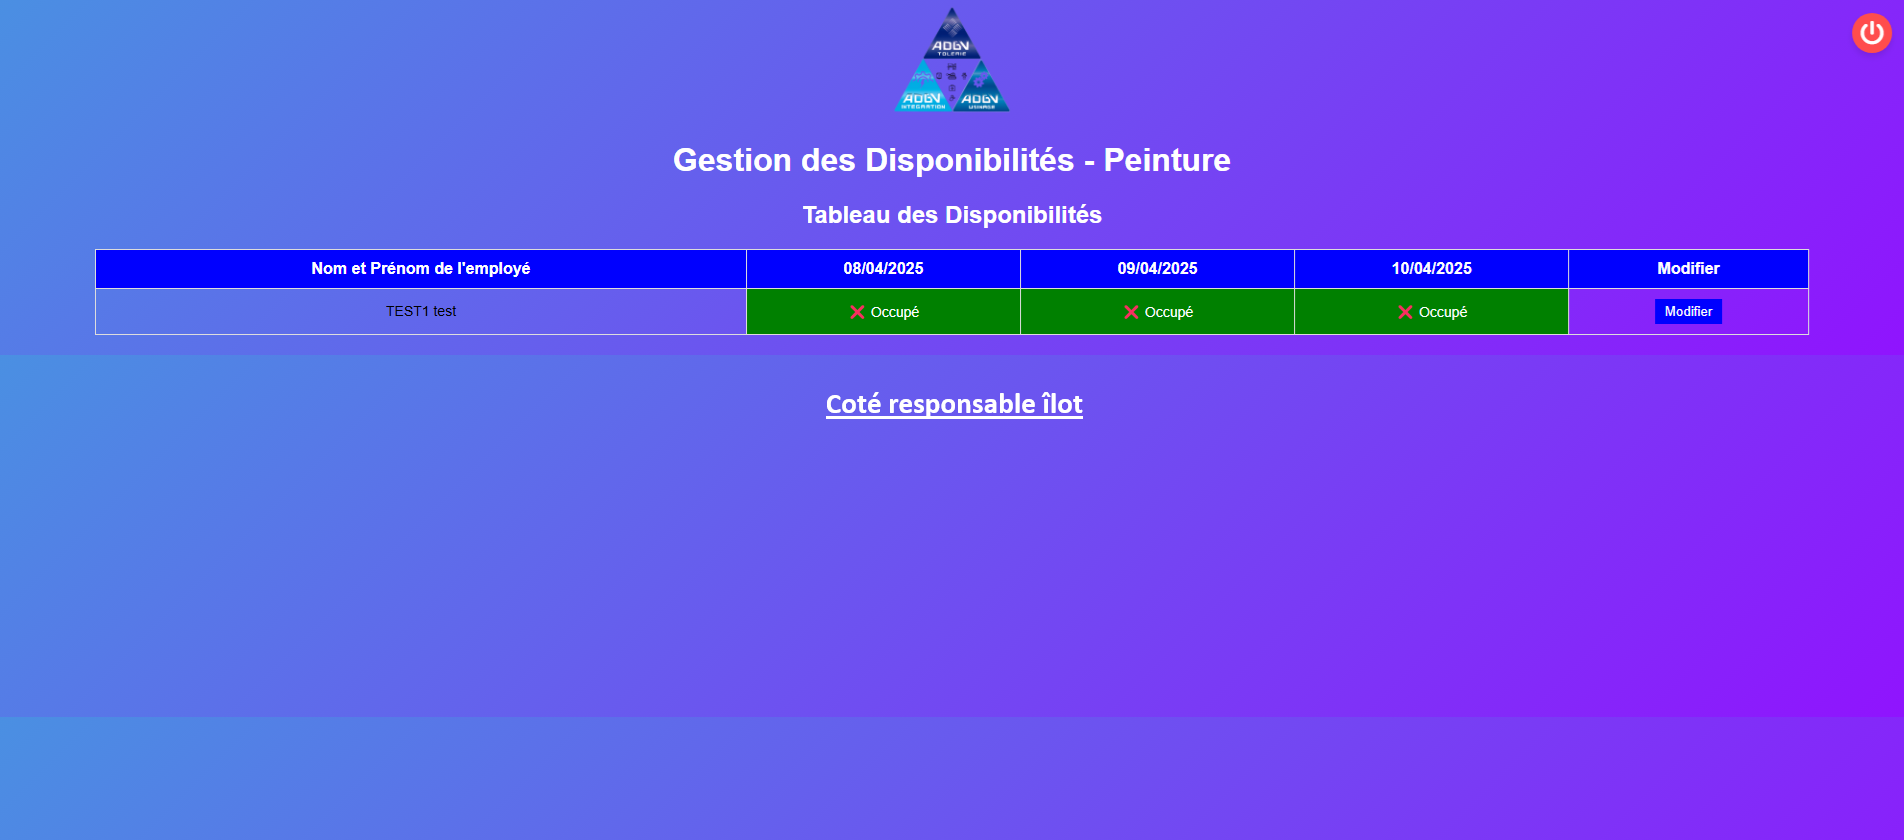 ADGV
TOLERIE
ADGV
INTEGRATION
ADGV
USINAGE
Gestion des Disponibilités - Peinture
Tableau des Disponibilités
Nom et Prénom de l'employé 08/04/2025 09/04/2025 10/04/2025 Modifier
TEST1 test ❌ Occupé ❌ Occupé ❌ Occupé Modifier
Coté responsable îlot